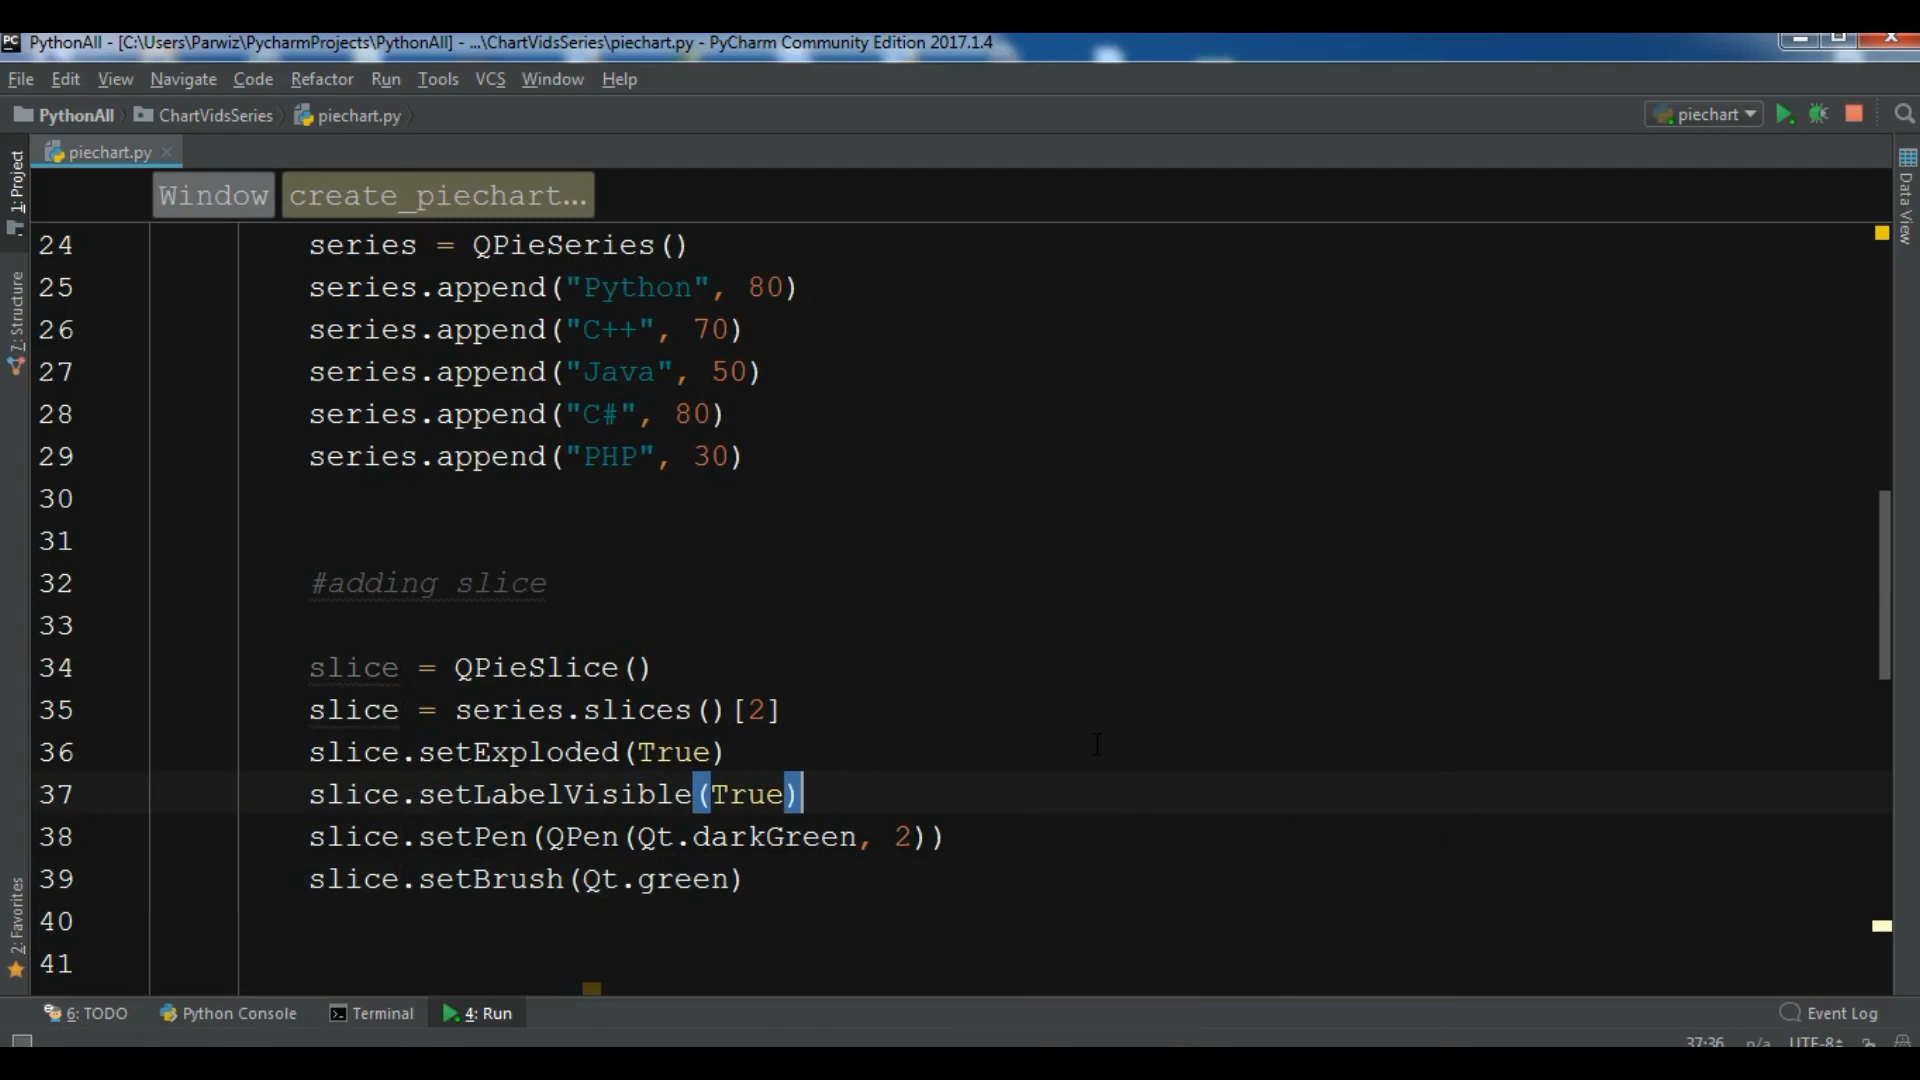 PythonAll - [C:\Users\Parwiz\PycharmProjects\PythonAll] - ...\ChartVidsSeries\piechart.py - PyCharm Community Edition 2017.1.4
File Edit View Navigate Code Refactor Run Tools VCS Window Help
PythonAll ChartVidsSeries piechart.py piechart
piechart.py
Window create_piechart...
24 series = QPieSeries()
25 series.append("Python", 80)
26 series.append("C++", 70)
27 series.append("Java", 50)
28 series.append("C#", 80)
29 series.append("PHP", 30)
30
31
32 #adding slice
33
34 slice = QPieSlice()
35 slice = series.slices()[2]
36 slice.setExploded(True)
37 slice.setLabelVisible(True)
38 slice.setPen(QPen(Qt.darkGreen, 2))
39 slice.setBrush(Qt.green)
40
41
1: Project
7: Structure
2: Favorites
Data View
6: TODO Python Console Terminal 4: Run Event Log
37:36 n/a UTF-8